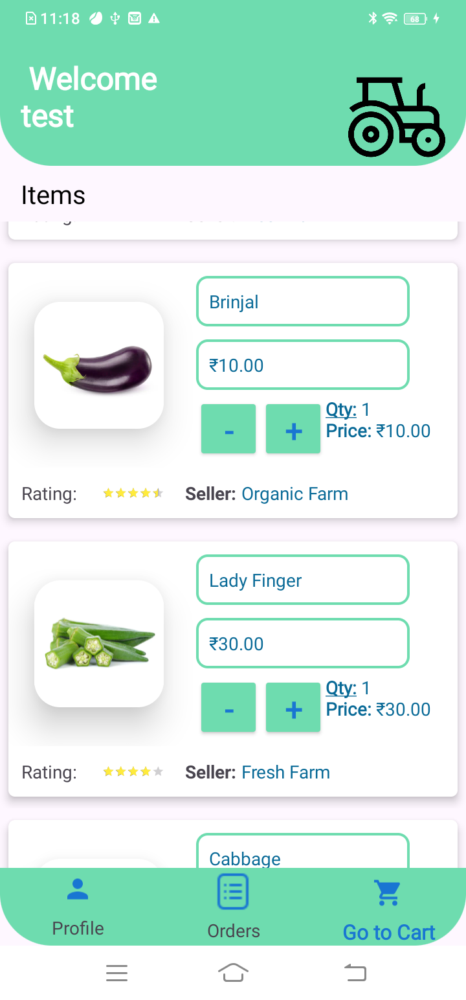 11:18
68
Welcome
test
Items
Brinjal
₹10.00
- + Qty: 1
Price: ₹10.00
Rating: Seller: Organic Farm
Lady Finger
₹30.00
- + Qty: 1
Price: ₹30.00
Rating: Seller: Fresh Farm
Cabbage
Profile Orders Go to Cart